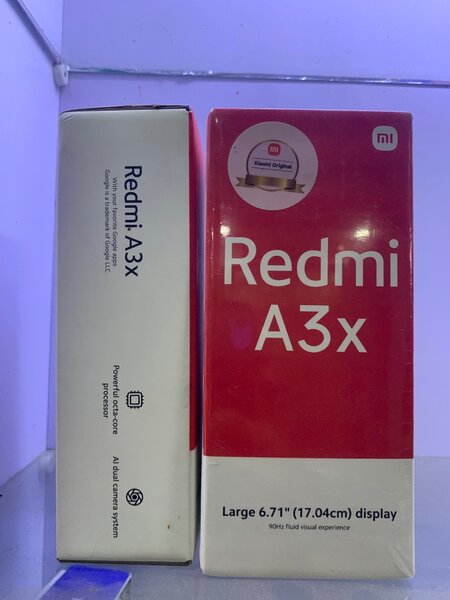 Redmi A3x
With your favorite Google apps
Google is a trademark of Google LLC.
Powerful octa-core
processor
AI dual camera system
mi
mi
Xiaomi Original
Redmi
A3x
Large 6.71" (17.04cm) display
90Hz fluid visual experience